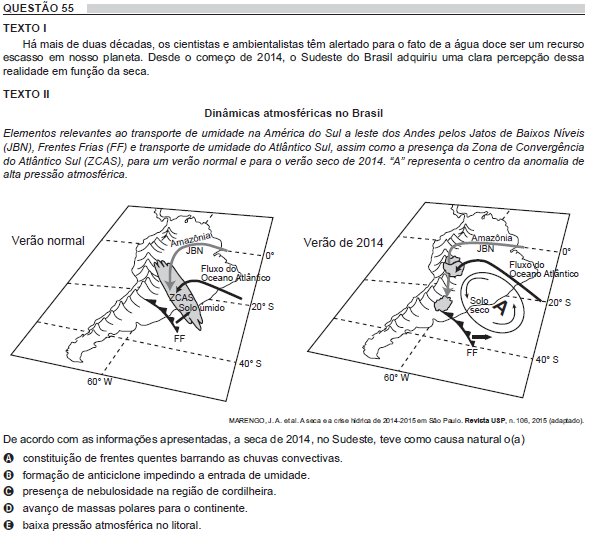 QUESTÃO 55
TEXTO I
Há mais de duas décadas, os cientistas e ambientalistas têm alertado para o fato de a água doce ser um recurso
escasso em nosso planeta. Desde o começo de 2014, o Sudeste do Brasil adquiriu uma clara percepção dessa
realidade em função da seca.
TEXTO II
Dinâmicas atmosféricas no Brasil
Elementos relevantes ao transporte de umidade na América do Sul a leste dos Andes pelos Jatos de Baixos Níveis
(JBN), Frentes Frias (FF) e transporte de umidade do Atlântico Sul, assim como a presença da Zona de Convergência
do Atlântico Sul (ZCAS), para um verão normal e para o verão seco de 2014. “A” representa o centro da anomalia de
alta pressão atmosférica.
Verão normal
Amazônia
JBN
0°
Fluxo do
Oceano Atlântico
ZCAS
Solo úmido
20° S
FF
40° S
60° W
Verão de 2014
Amazônia
JBN
0°
Fluxo do
Oceano Atlântico
Solo
seco
A
20° S
FF
40° S
60° W
MARENGO, J. A. et al. A seca e a crise hídrica de 2014-2015 em São Paulo. Revista USP, n. 106, 2015 (adaptado).
De acordo com as informações apresentadas, a seca de 2014, no Sudeste, teve como causa natural o(a)
A constituição de frentes quentes barrando as chuvas convectivas.
B formação de anticiclone impedindo a entrada de umidade.
C presença de nebulosidade na região de cordilheira.
D avanço de massas polares para o continente.
E baixa pressão atmosférica no litoral.